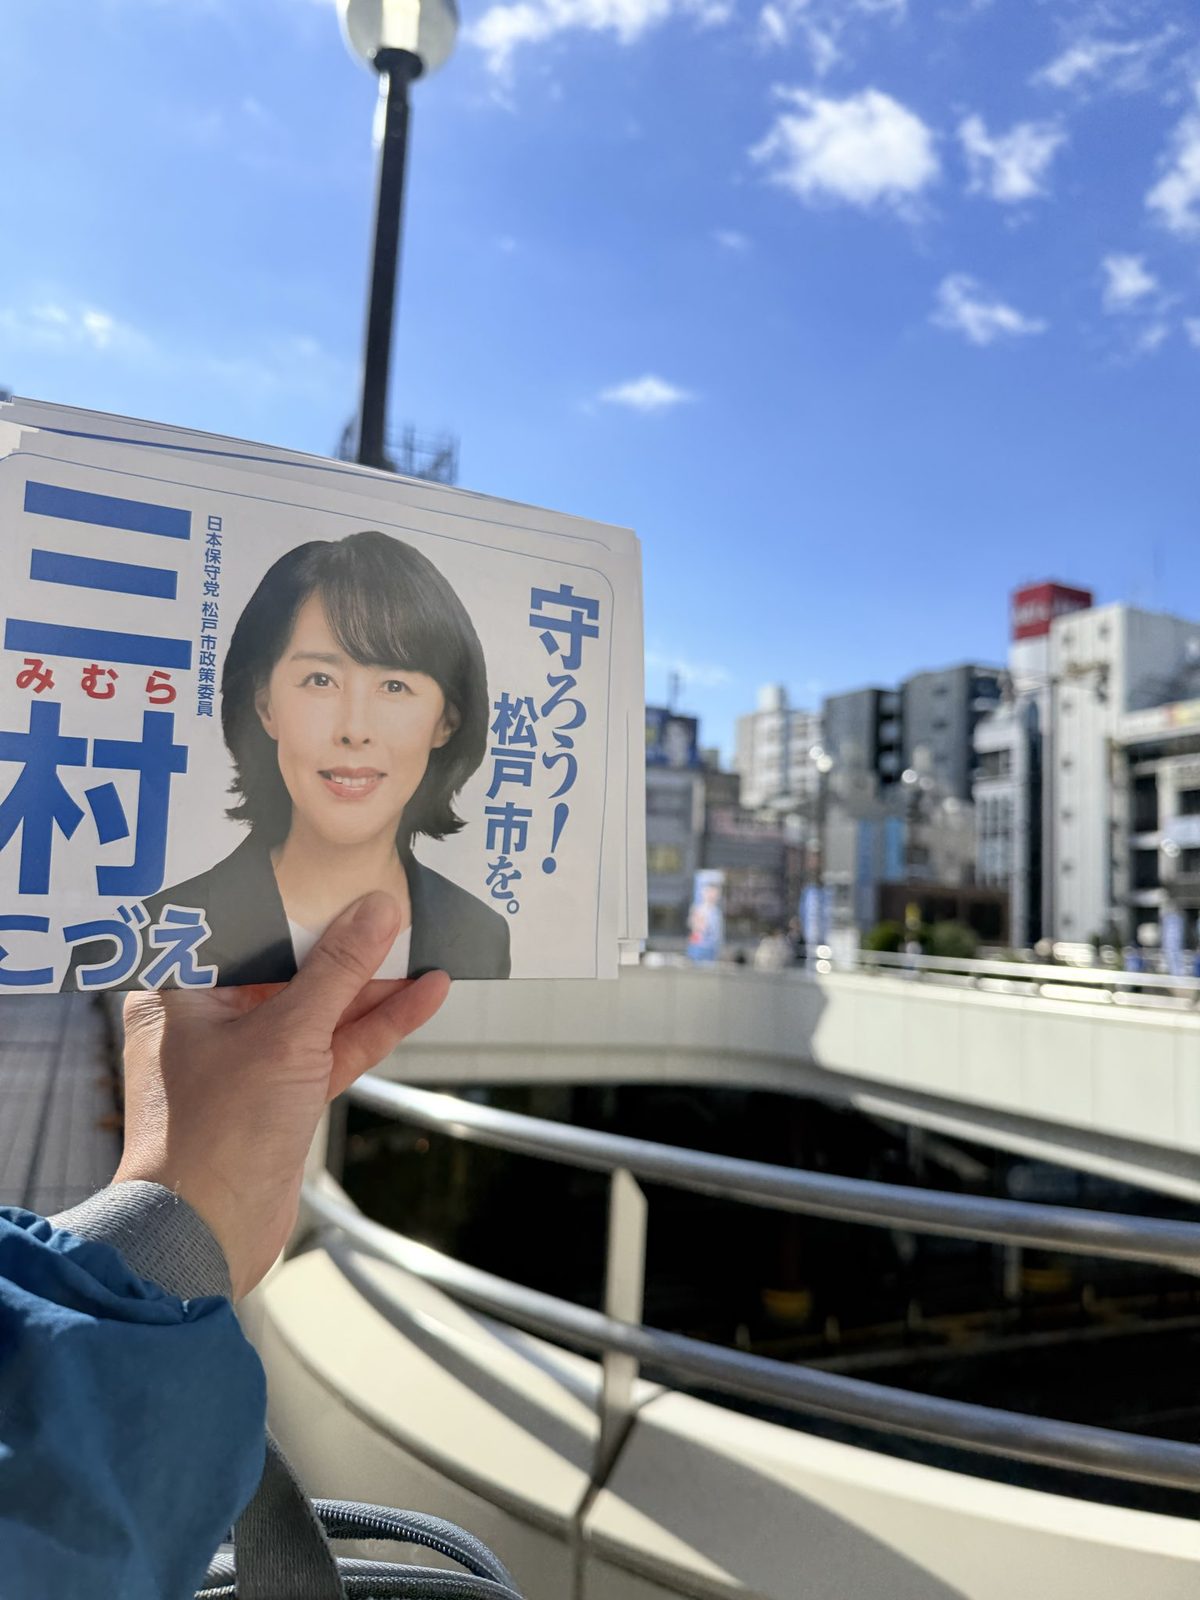 三村
みむら
こづえ
日本保守党 松戸市政策委員
守ろう!
松戸市を。